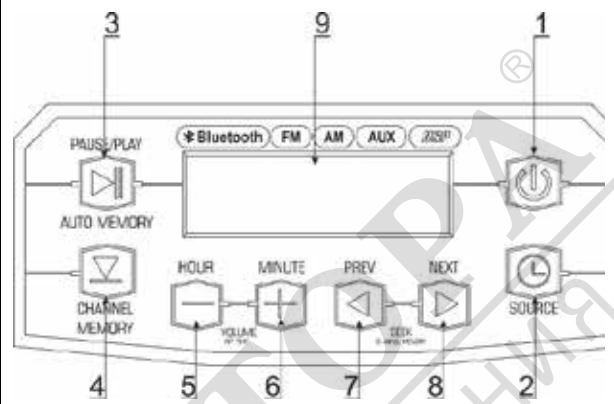 3 9 1
®
Bluetooth FM AM AUX
PAUSE/PLAY
AUTO MEMORY
HOUR MINUTE PREV NEXT
CHANNEL
MEMORY
SOURCE
VOLUME
4 5 6 7 8 2